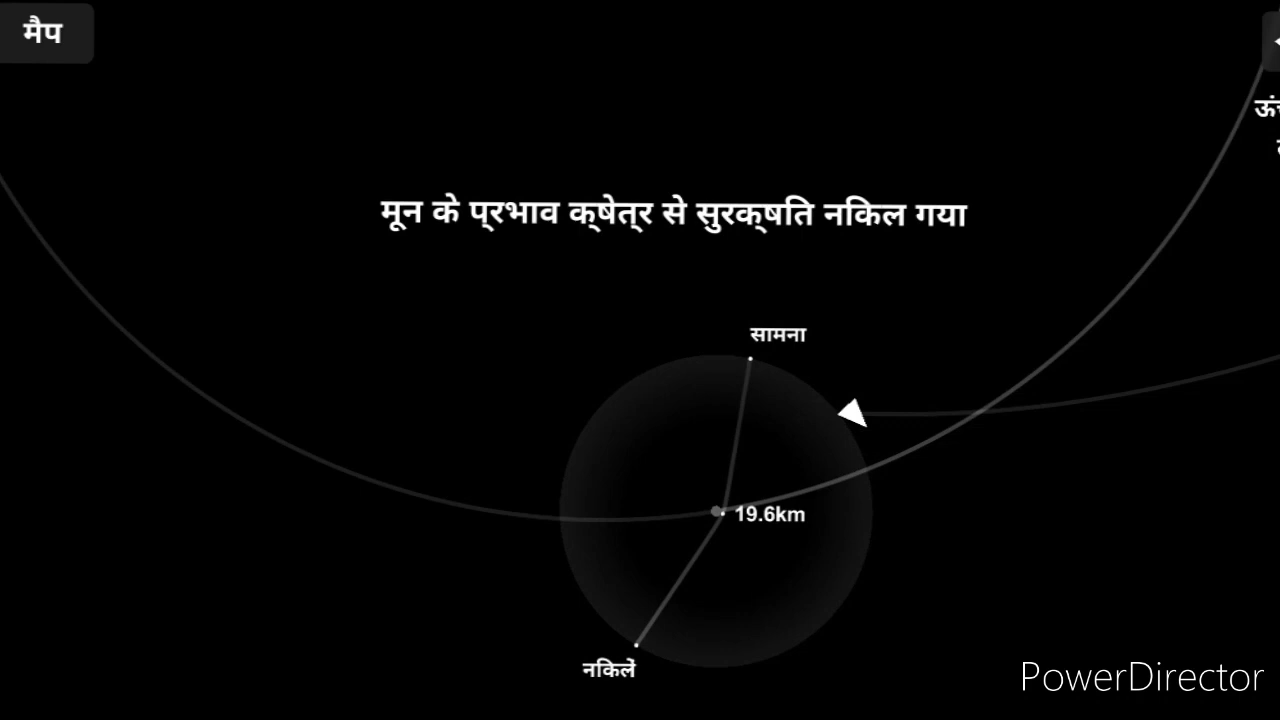 मैप
मून के प्‌रभाव क्‌षेत्‌र से सुरक्‌षति नकिल गया
सामना
19.6km
नकिलें
PowerDirector